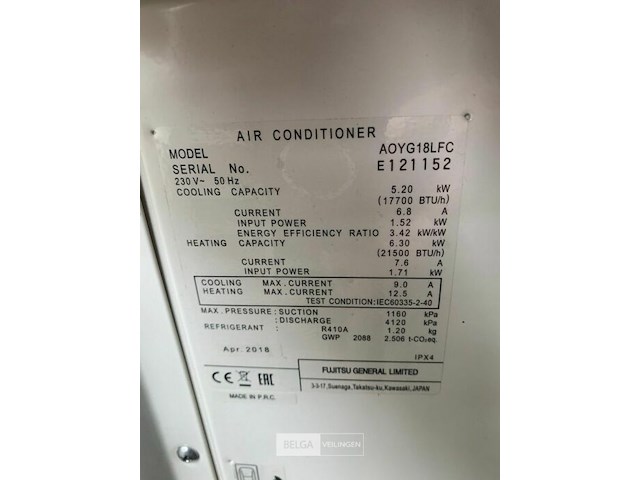 AIR CONDITIONER
MODEL AOYG18LFC
SERIAL No. E121152
230V~ 50Hz
COOLING CAPACITY 5.20 kW
(17700 BTU/h)
CURRENT 6.8 A
INPUT POWER 1.52 kW
ENERGY EFFICIENCY RATIO 3.42 kW/kW
HEATING CAPACITY 6.30 kW
(21500 BTU/h)
CURRENT 7.6 A
INPUT POWER 1.71 kW
COOLING MAX.CURRENT 9.0 A
HEATING MAX.CURRENT 12.5 A
TEST CONDITION:IEC60335-2-40
MAX.PRESSURE:SUCTION 1160 kPa
:DISCHARGE 4120 kPa
REFRIGERANT R410A 1.20 kg
GWP 2088 2.506 t-CO₂eq.
Apr.2018
IPX4
CE EAC
FUJITSU GENERAL LIMITED
3-3-17,Suenaga,Takatsu-ku,Kawasaki,JAPAN
MADE IN P.R.C.
BELGA VEILINGEN